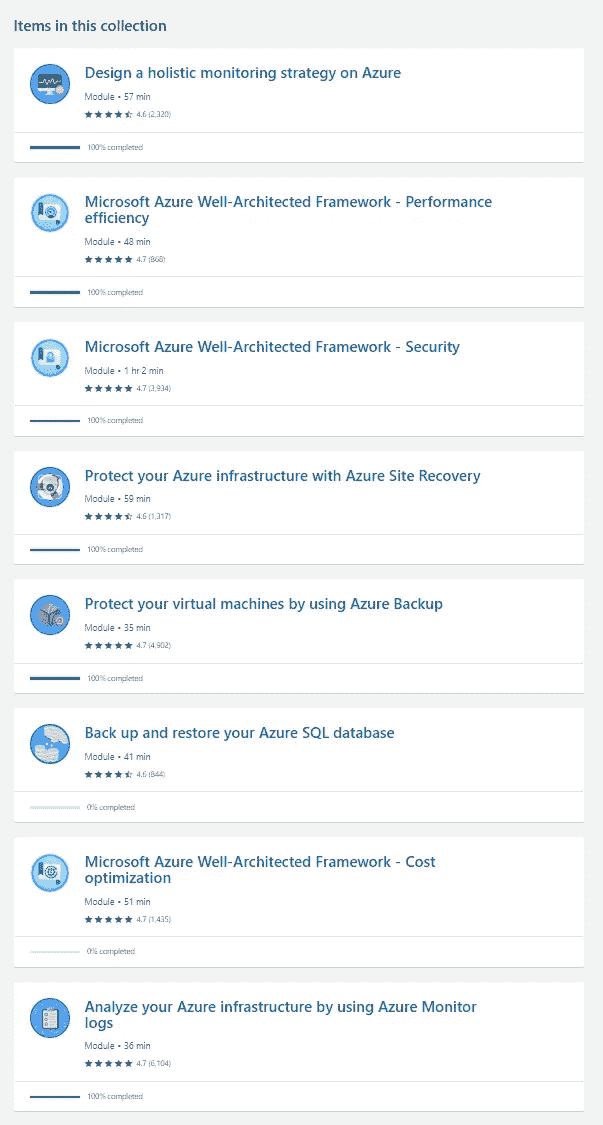 Items in this collection
Design a holistic monitoring strategy on Azure
Module • 57 min
4.6 (2,320)
100% completed
Microsoft Azure Well-Architected Framework - Performance
efficiency
Module • 48 min
4.7 (868)
100% completed
Microsoft Azure Well-Architected Framework - Security
Module • 1 hr 2 min
4.7 (3,934)
100% completed
Protect your Azure infrastructure with Azure Site Recovery
Module • 59 min
4.6 (1,317)
100% completed
Protect your virtual machines by using Azure Backup
Module • 35 min
4.7 (4,902)
100% completed
Back up and restore your Azure SQL database
Module • 41 min
4.6 (844)
0% completed
Microsoft Azure Well-Architected Framework - Cost
optimization
Module • 51 min
4.7 (1,435)
0% completed
Analyze your Azure infrastructure by using Azure Monitor
logs
Module • 36 min
4.7 (6,104)
100% completed